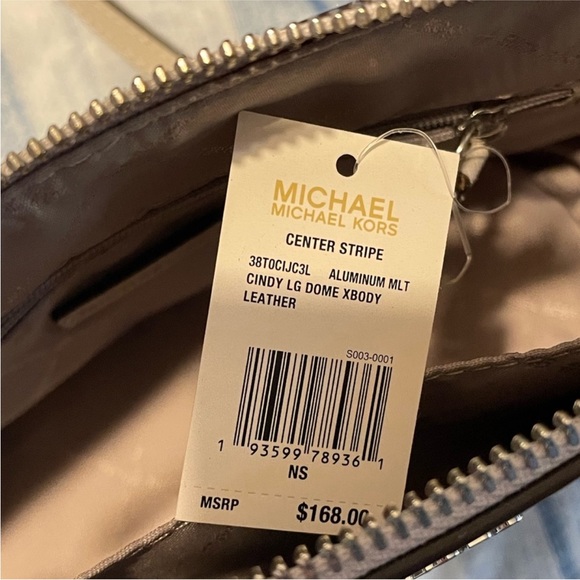 MICHAEL
MICHAEL KORS
CENTER STRIPE
38T0CIJC3L ALUMINUM MLT
CINDY LG DOME XBODY
LEATHER
S003-0001
1 93599 78936 1
NS
MSRP $168.00